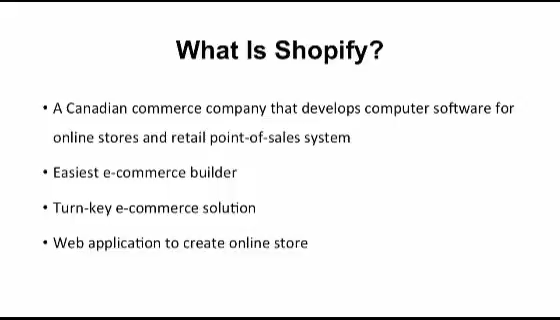 What Is Shopify?
• A Canadian commerce company that develops computer software for
online stores and retail point-of-sales system
• Easiest e-commerce builder
• Turn-key e-commerce solution
• Web application to create online store